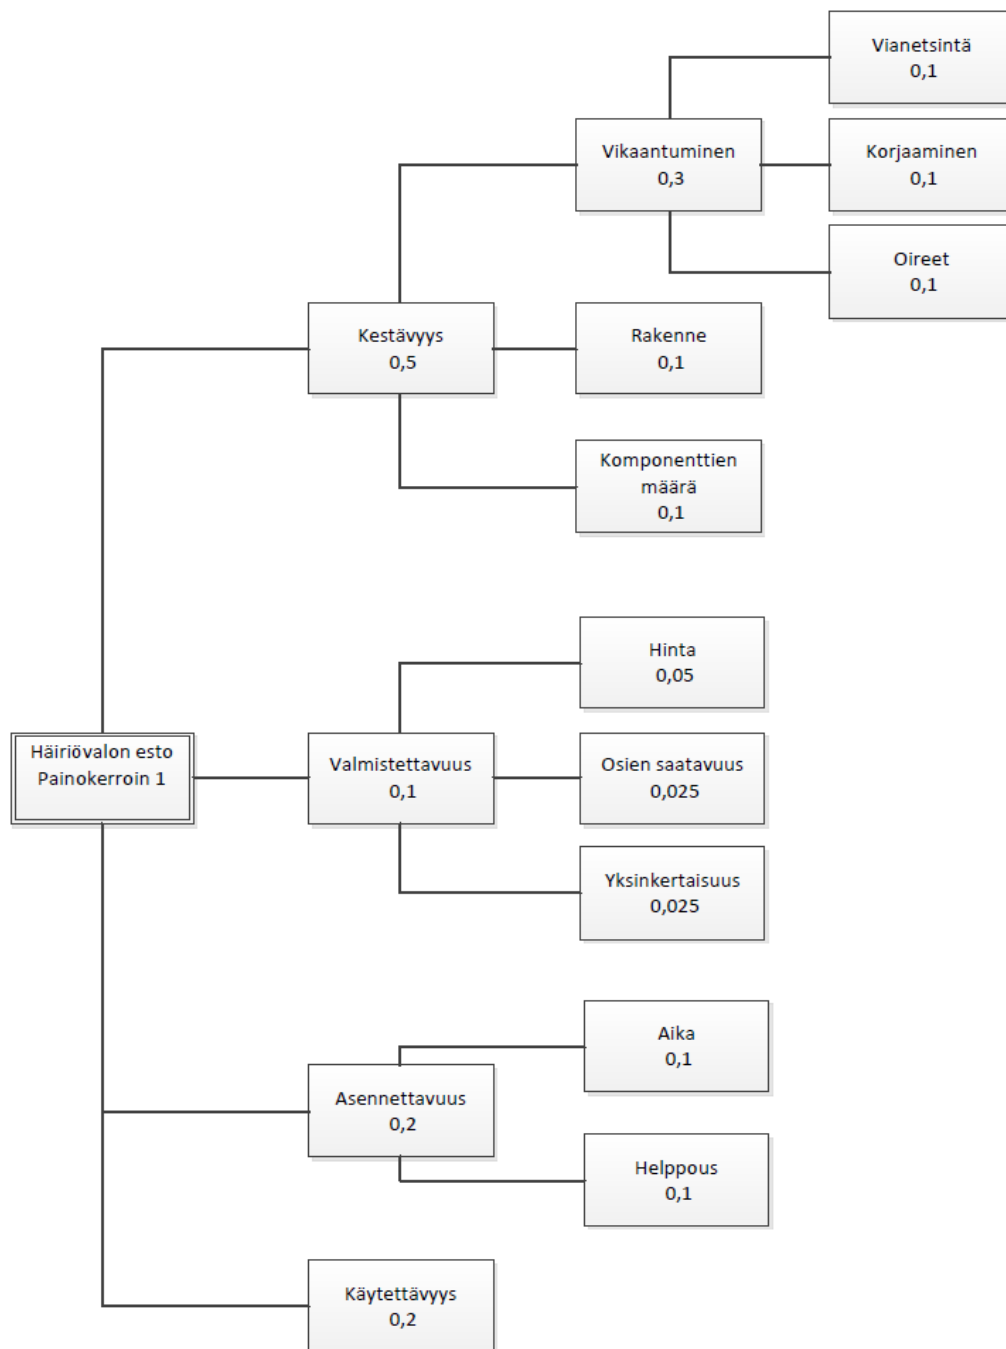 Vianetsintä
0,1
Vikaantuminen
0,3
Korjaaminen
0,1
Oireet
0,1
Kestävyys
0,5
Rakenne
0,1
Komponenttien
määrä
0,1
Hinta
0,05
Häiriövalon esto
Painokerroin 1
Valmistettavuus
0,1
Osien saatavuus
0,025
Yksinkertaisuus
0,025
Aika
0,1
Asennettavuus
0,2
Helppous
0,1
Käytettävyys
0,2